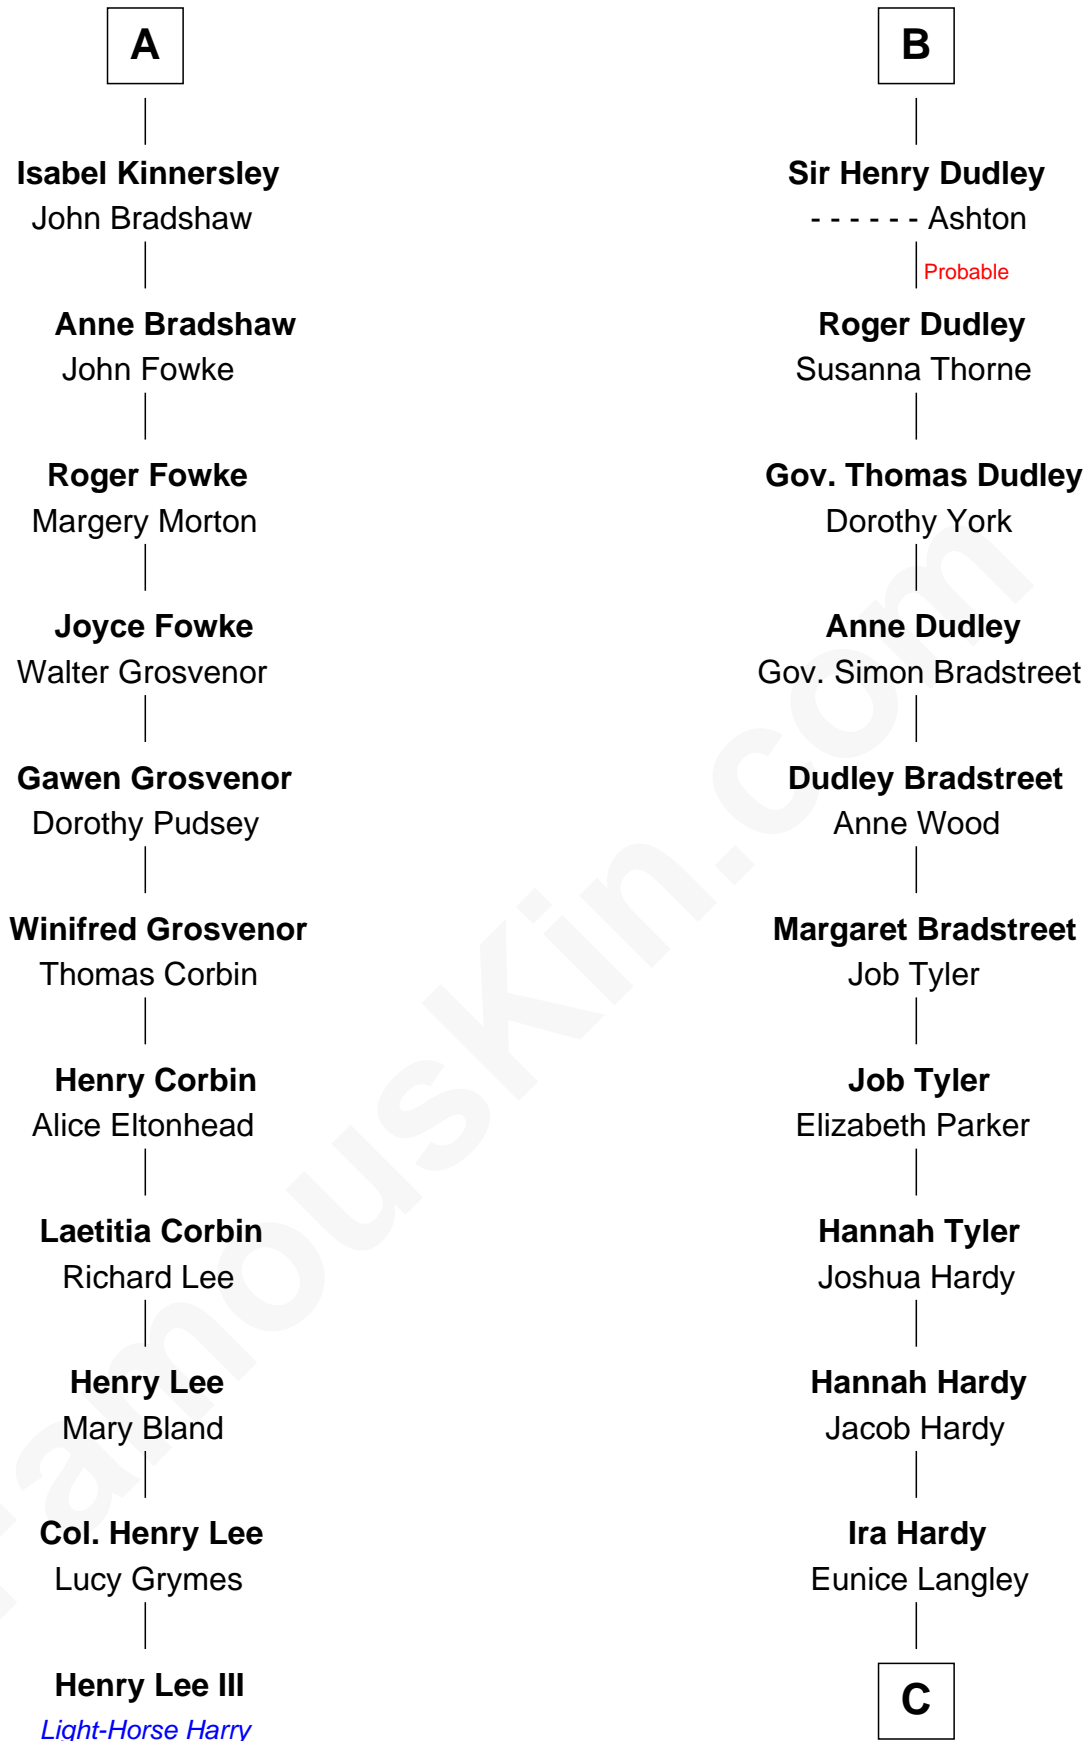 A
Isabel Kinnersley
John Bradshaw
Anne Bradshaw
John Fowke
Roger Fowke
Margery Morton
Joyce Fowke
Walter Grosvenor
Gawen Grosvenor
Dorothy Pudsey
Winifred Grosvenor
Thomas Corbin
Henry Corbin
Alice Eltonhead
Laetitia Corbin
Richard Lee
Henry Lee
Mary Bland
Col. Henry Lee
Lucy Grymes
Henry Lee III
Light-Horse Harry
B
Sir Henry Dudley
- - - - - - Ashton
Probable
Roger Dudley
Susanna Thorne
Gov. Thomas Dudley
Dorothy York
Anne Dudley
Gov. Simon Bradstreet
Dudley Bradstreet
Anne Wood
Margaret Bradstreet
Job Tyler
Job Tyler
Elizabeth Parker
Hannah Tyler
Joshua Hardy
Hannah Hardy
Jacob Hardy
Ira Hardy
Eunice Langley
C
FamousKin.com